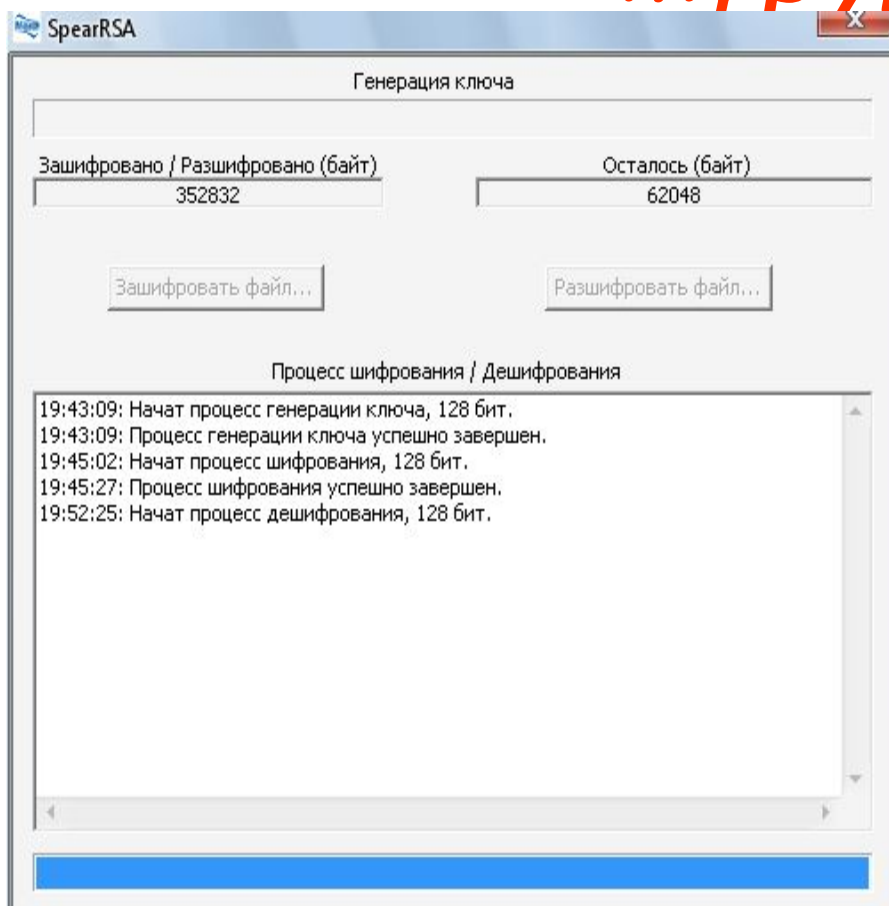 SpearRSA
Генерация ключа
Зашифровано / Разшифровано (байт) Осталось (байт)
352832 62048
Зашифровать файл... Разшифровать файл...
Процесс шифрования / Дешифрования
19:43:09: Начат процесс генерации ключа, 128 бит.
19:43:09: Процесс генерации ключа успешно завершен.
19:45:02: Начат процесс шифрования, 128 бит.
19:45:27: Процесс шифрования успешно завершен.
19:52:25: Начат процесс дешифрования, 128 бит.